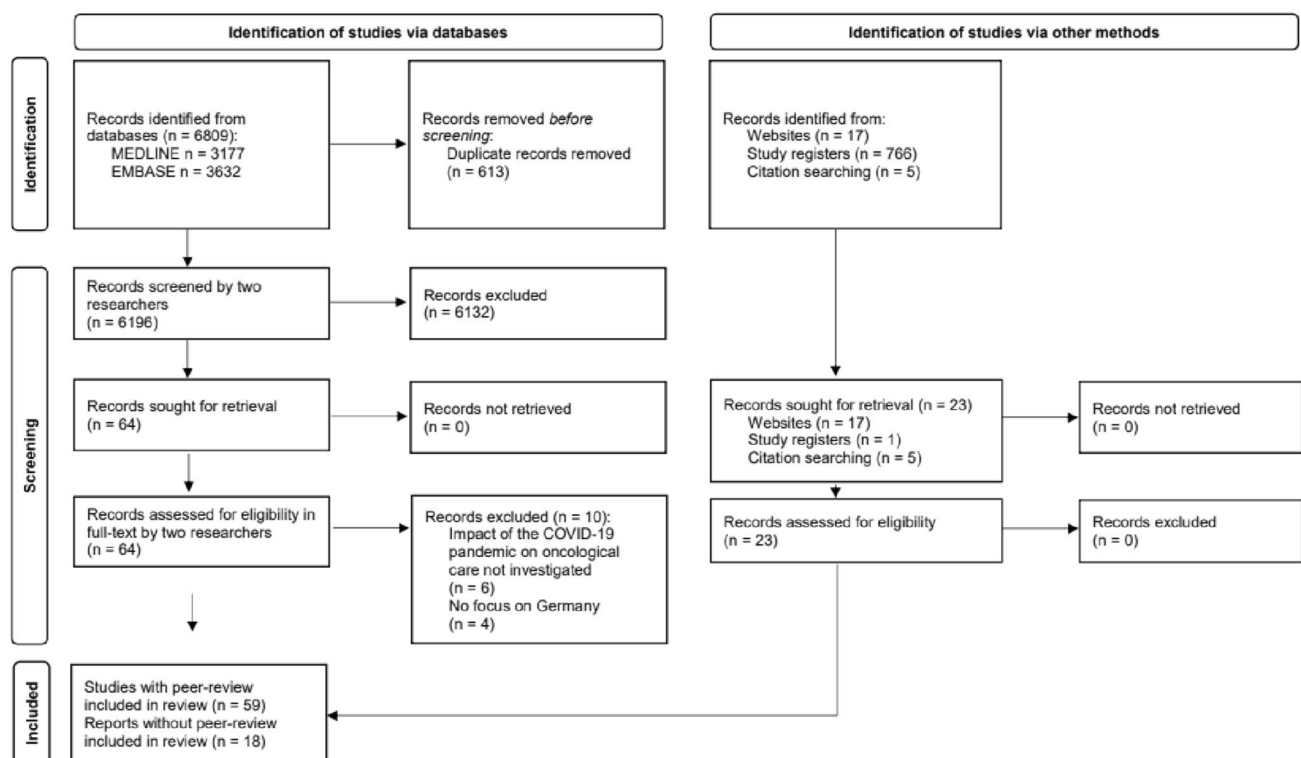 Identification of studies via databases
Identification of studies via other methods
Identification
Records identified from
databases (n = 6809):
MEDLINE n = 3177
EMBASE n = 3632
Records removed before
screening:
Duplicate records removed
(n = 613)
Records identified from:
Websites (n = 17)
Study registers (n = 766)
Citation searching (n = 5)
Screening
Records screened by two
researchers
(n = 6196)
Records excluded
(n = 6132)
Records sought for retrieval
(n = 64)
Records not retrieved
(n = 0)
Records sought for retrieval (n = 23)
Websites (n = 17)
Study registers (n = 1)
Citation searching (n = 5)
Records not retrieved
(n = 0)
Records assessed for eligibility in
full-text by two researchers
(n = 64)
Records excluded (n = 10):
Impact of the COVID-19
pandemic on oncological
care not investigated
(n = 6)
No focus on Germany
(n = 4)
Records assessed for eligibility
(n = 23)
Records excluded
(n = 0)
Included
Studies with peer-review
included in review (n = 59)
Reports without peer-review
included in review (n = 18)